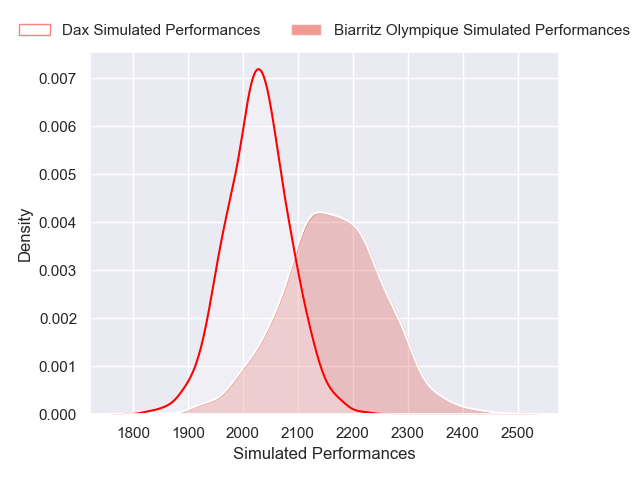 Dax Simulated Performances
Biarritz Olympique Simulated Performances
0.007
0.006
0.005
0.004
0.003
0.002
0.001
0.000
Density
1800 1900 2000 2100 2200 2300 2400 2500
Simulated Performances